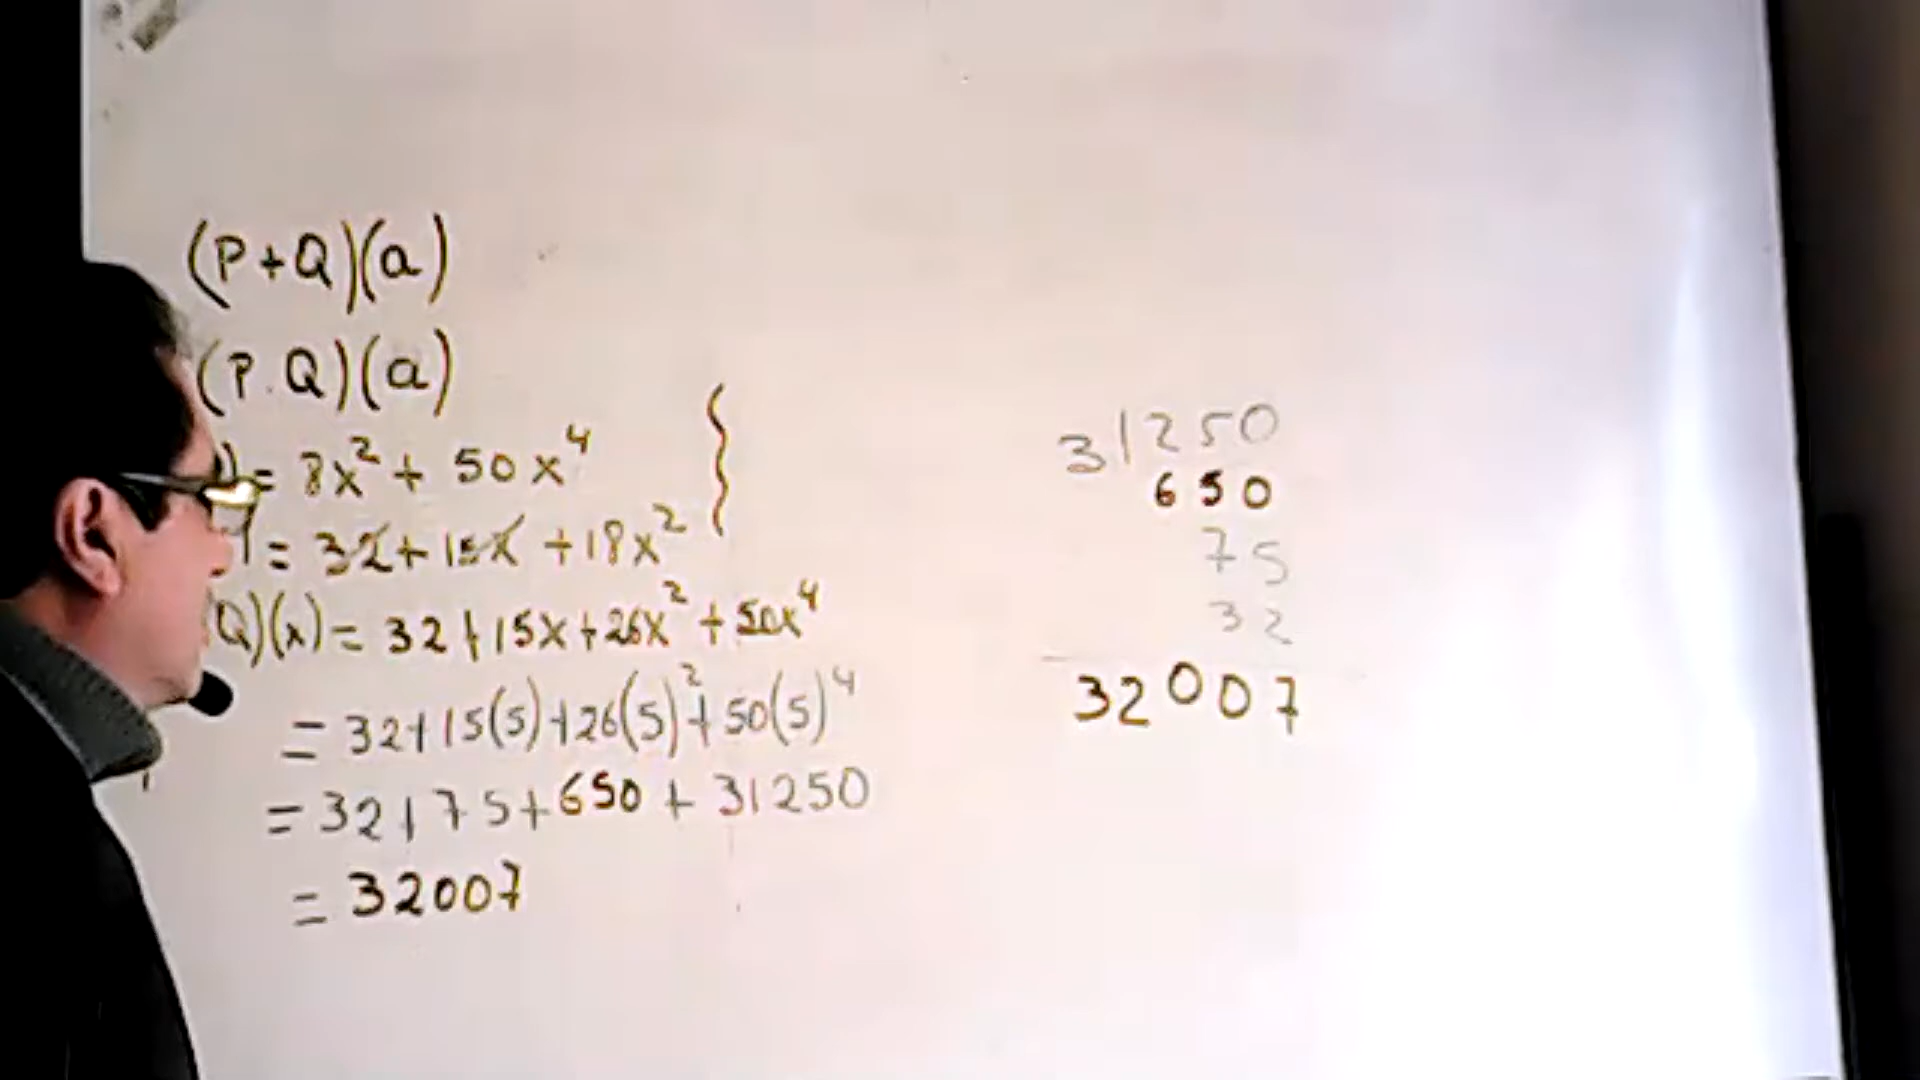 (P+Q)(a)
(P.Q)(a)
)= 8x² + 50x⁴
)= 32+15x+18x²
Q)(x)= 32+15x+26x²+50x⁴
= 32+15(5)+26(5)²+50(5)⁴
= 32+75+650+31250
= 32007
31250
650
75
32
32007